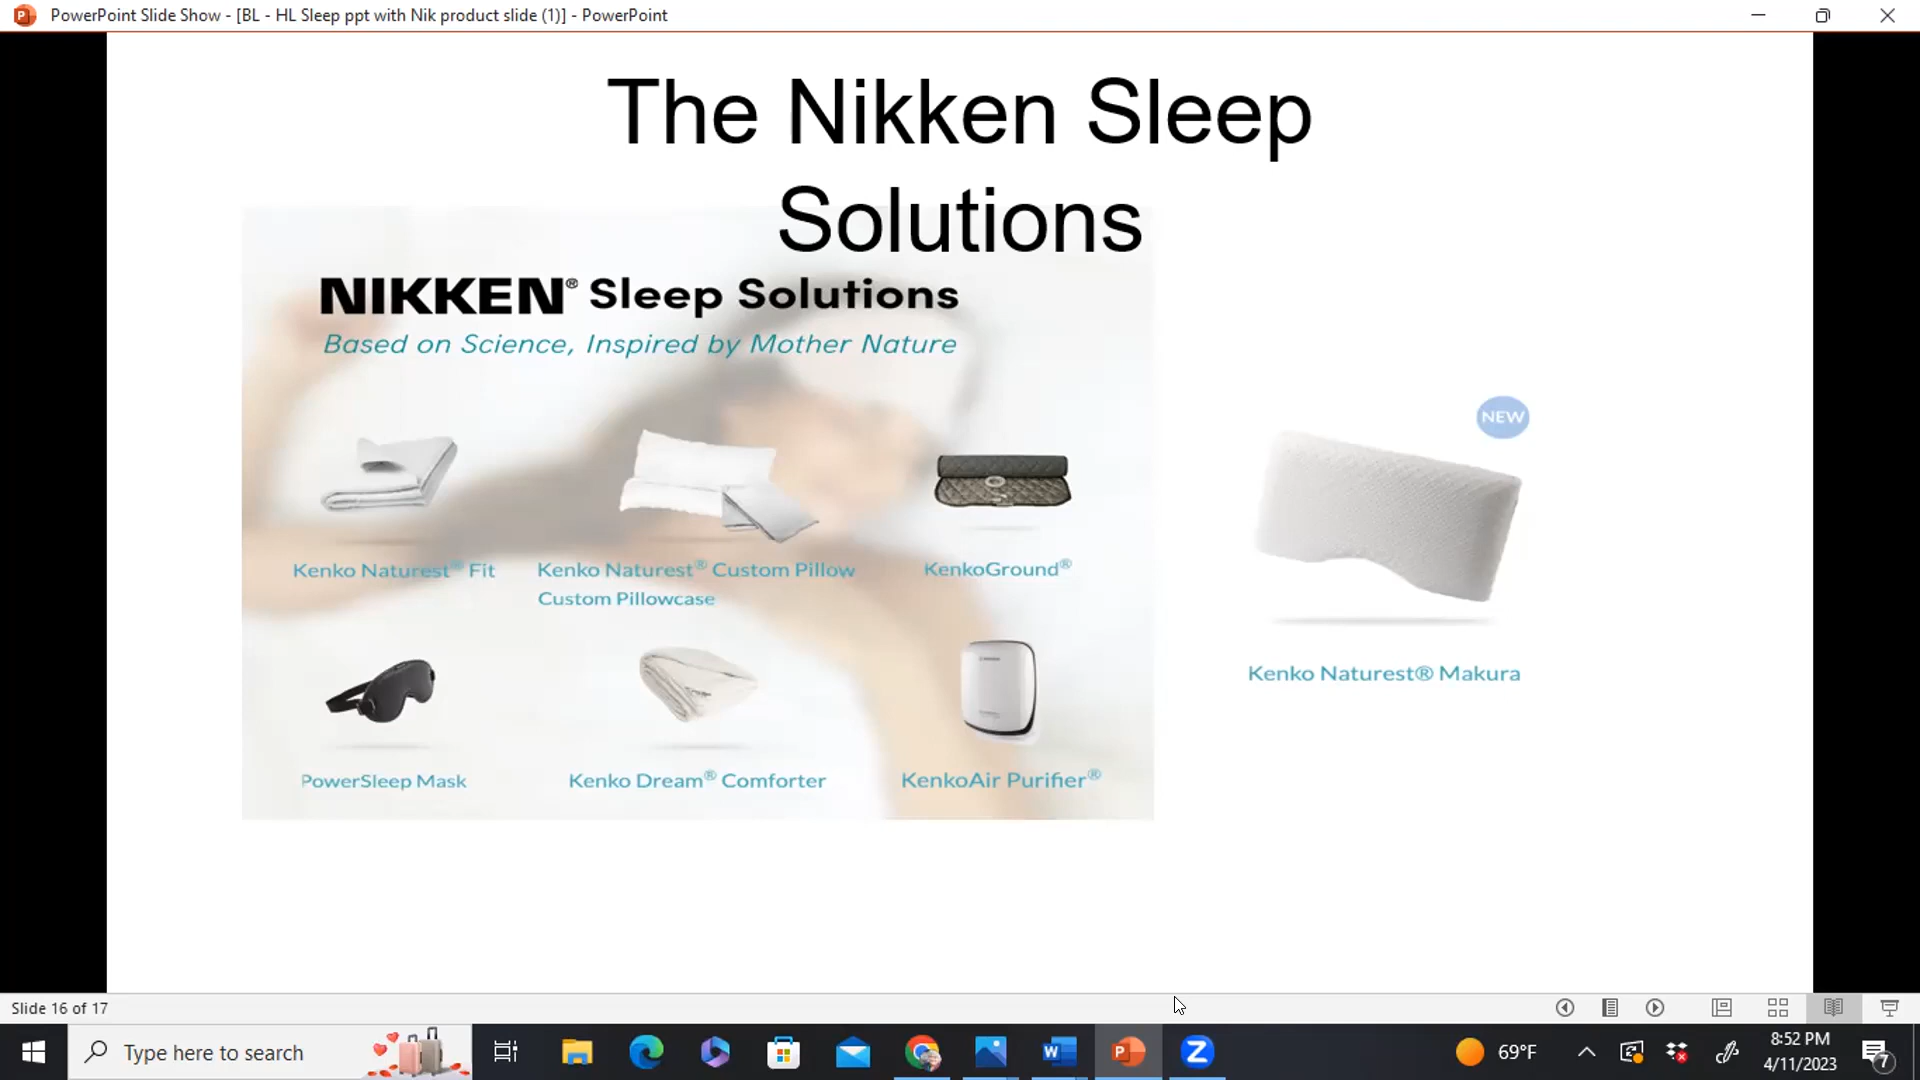 PowerPoint Slide Show - [BL - HL Sleep ppt with Nik product slide (1)] - PowerPoint
The Nikken Sleep
Solutions
NIKKEN® Sleep Solutions
Based on Science, Inspired by Mother Nature
NEW
Kenko Naturest® Fit
Kenko Naturest® Custom Pillow
Custom Pillowcase
KenkoGround®
Kenko Naturest® Makura
PowerSleep Mask
Kenko Dream® Comforter
KenkoAir Purifier®
Slide 16 of 17
Type here to search
69°F
8:52 PM
4/11/2023
7